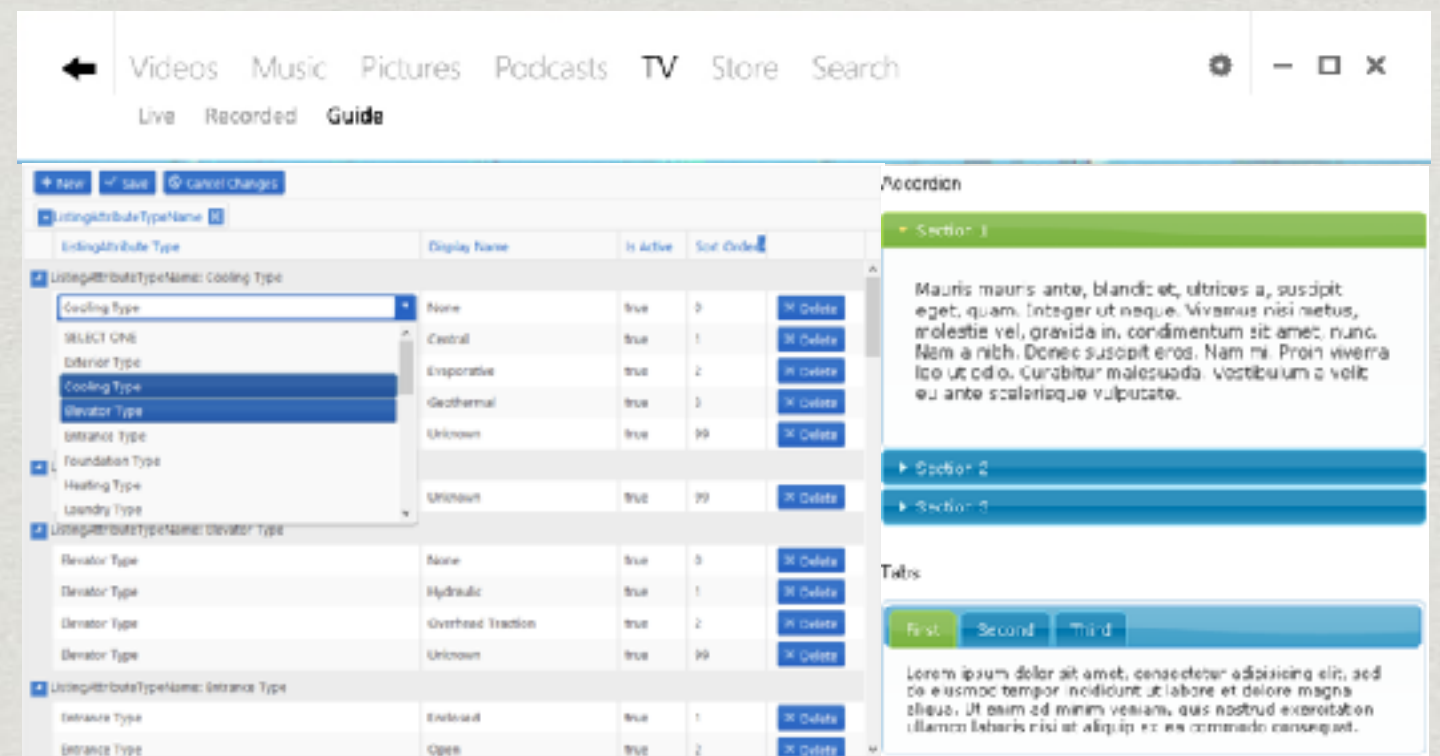 Videos Music Pictures Podcasts TV Store Search
Live Recorded Guide
New Save Cancel Changes
ListingAttributeTypeName
ListingAttribute Type Display Name Is Active Sort Order
ListingAttributeTypeName: Cooling Type
Cooling Type None true 0 Delete
SELECT ONE Central true 1 Delete
Exterior Type Evaporative true 2 Delete
Cooling Type
Elevator Type Geothermal true 3 Delete
Entrance Type Unknown true 99 Delete
Foundation Type
Heating Type Unknown true 99 Delete
Laundry Type
ListingAttributeTypeName: Elevator Type
Elevator Type None true 0 Delete
Elevator Type Hydraulic true 1 Delete
Elevator Type Overhead Traction true 2 Delete
Elevator Type Unknown true 99 Delete
ListingAttributeTypeName: Entrance Type
Entrance Type Enclosed true 1 Delete
Entrance Type Open true 2 Delete
Accordion
Section 1
Mauris mauris ante, blandit et, ultrices a, suscipit
eget, quam. Integer ut neque. Vivamus nisi metus,
molestie vel, gravida in, condimentum sit amet, nunc.
Nam a nibh. Donec suscipit eros. Nam mi. Proin viverra
leo ut odio. Curabitur malesuada. Vestibulum a velit
eu ante scelerisque vulputate.
Section 2
Section 3
Tabs
First Second Third
Lorem ipsum dolor sit amet, consectetur adipisicing elit, sed
do eiusmod tempor incididunt ut labore et dolore magna
aliqua. Ut enim ad minim veniam, quis nostrud exercitation
ullamco laboris nisi ut aliquip ex ea commodo consequat.